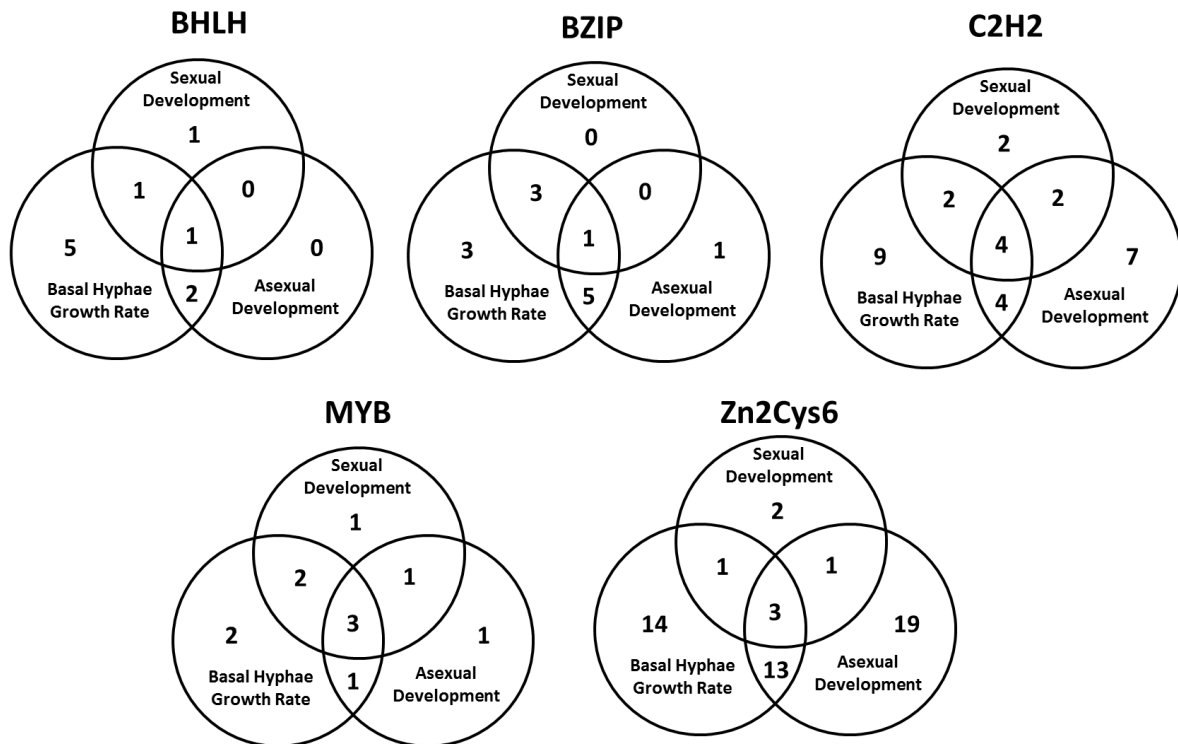 BHLH
Sexual
Development
1
1
0
1
5
0
Basal Hyphae
Growth Rate
2
Asexual
Development
BZIP
Sexual
Development
0
3
0
1
3
1
Basal Hyphae
Growth Rate
5
Asexual
Development
C2H2
Sexual
Development
2
2
2
4
9
7
Basal Hyphae
Growth Rate
4
Asexual
Development
MYB
Sexual
Development
1
2
1
3
2
1
Basal Hyphae
Growth Rate
1
Asexual
Development
Zn2Cys6
Sexual
Development
2
1
1
3
14
19
Basal Hyphae
Growth Rate
13
Asexual
Development